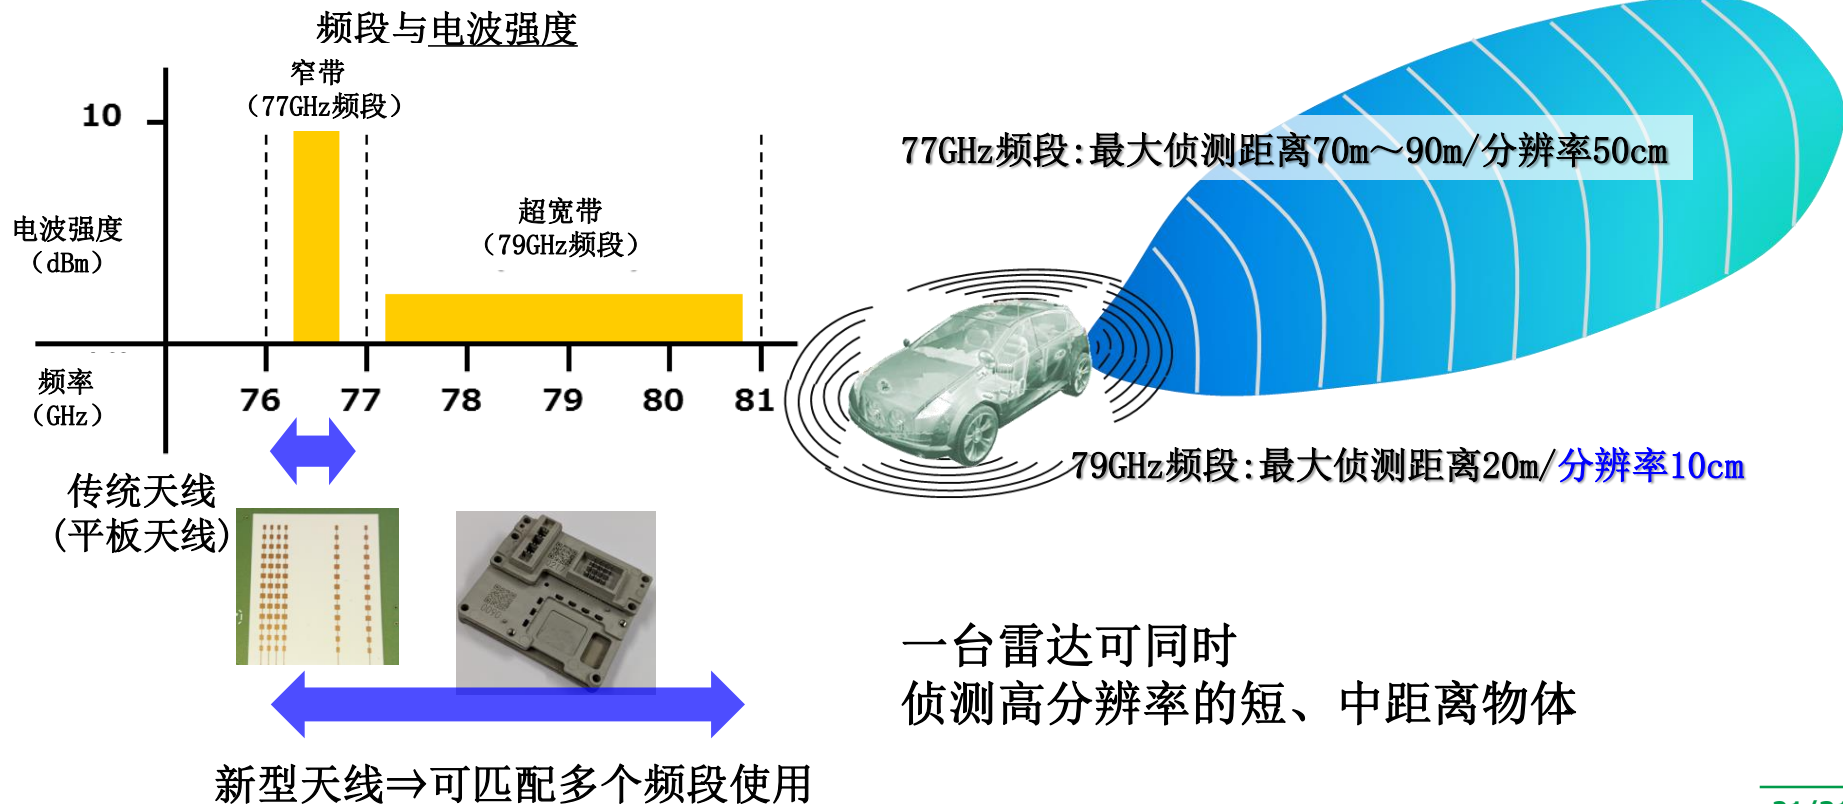 频段与电波强度
窄带
（77GHz频段）
10
超宽带
（79GHz频段）
电波强度
（dBm）
频率
（GHz）
76 77 78 79 80 81
传统天线
(平板天线)
新型天线⇒可匹配多个频段使用
77GHz频段:最大侦测距离70m～90m/分辨率50cm
79GHz频段:最大侦测距离20m/分辨率10cm
一台雷达可同时
侦测高分辨率的短、中距离物体